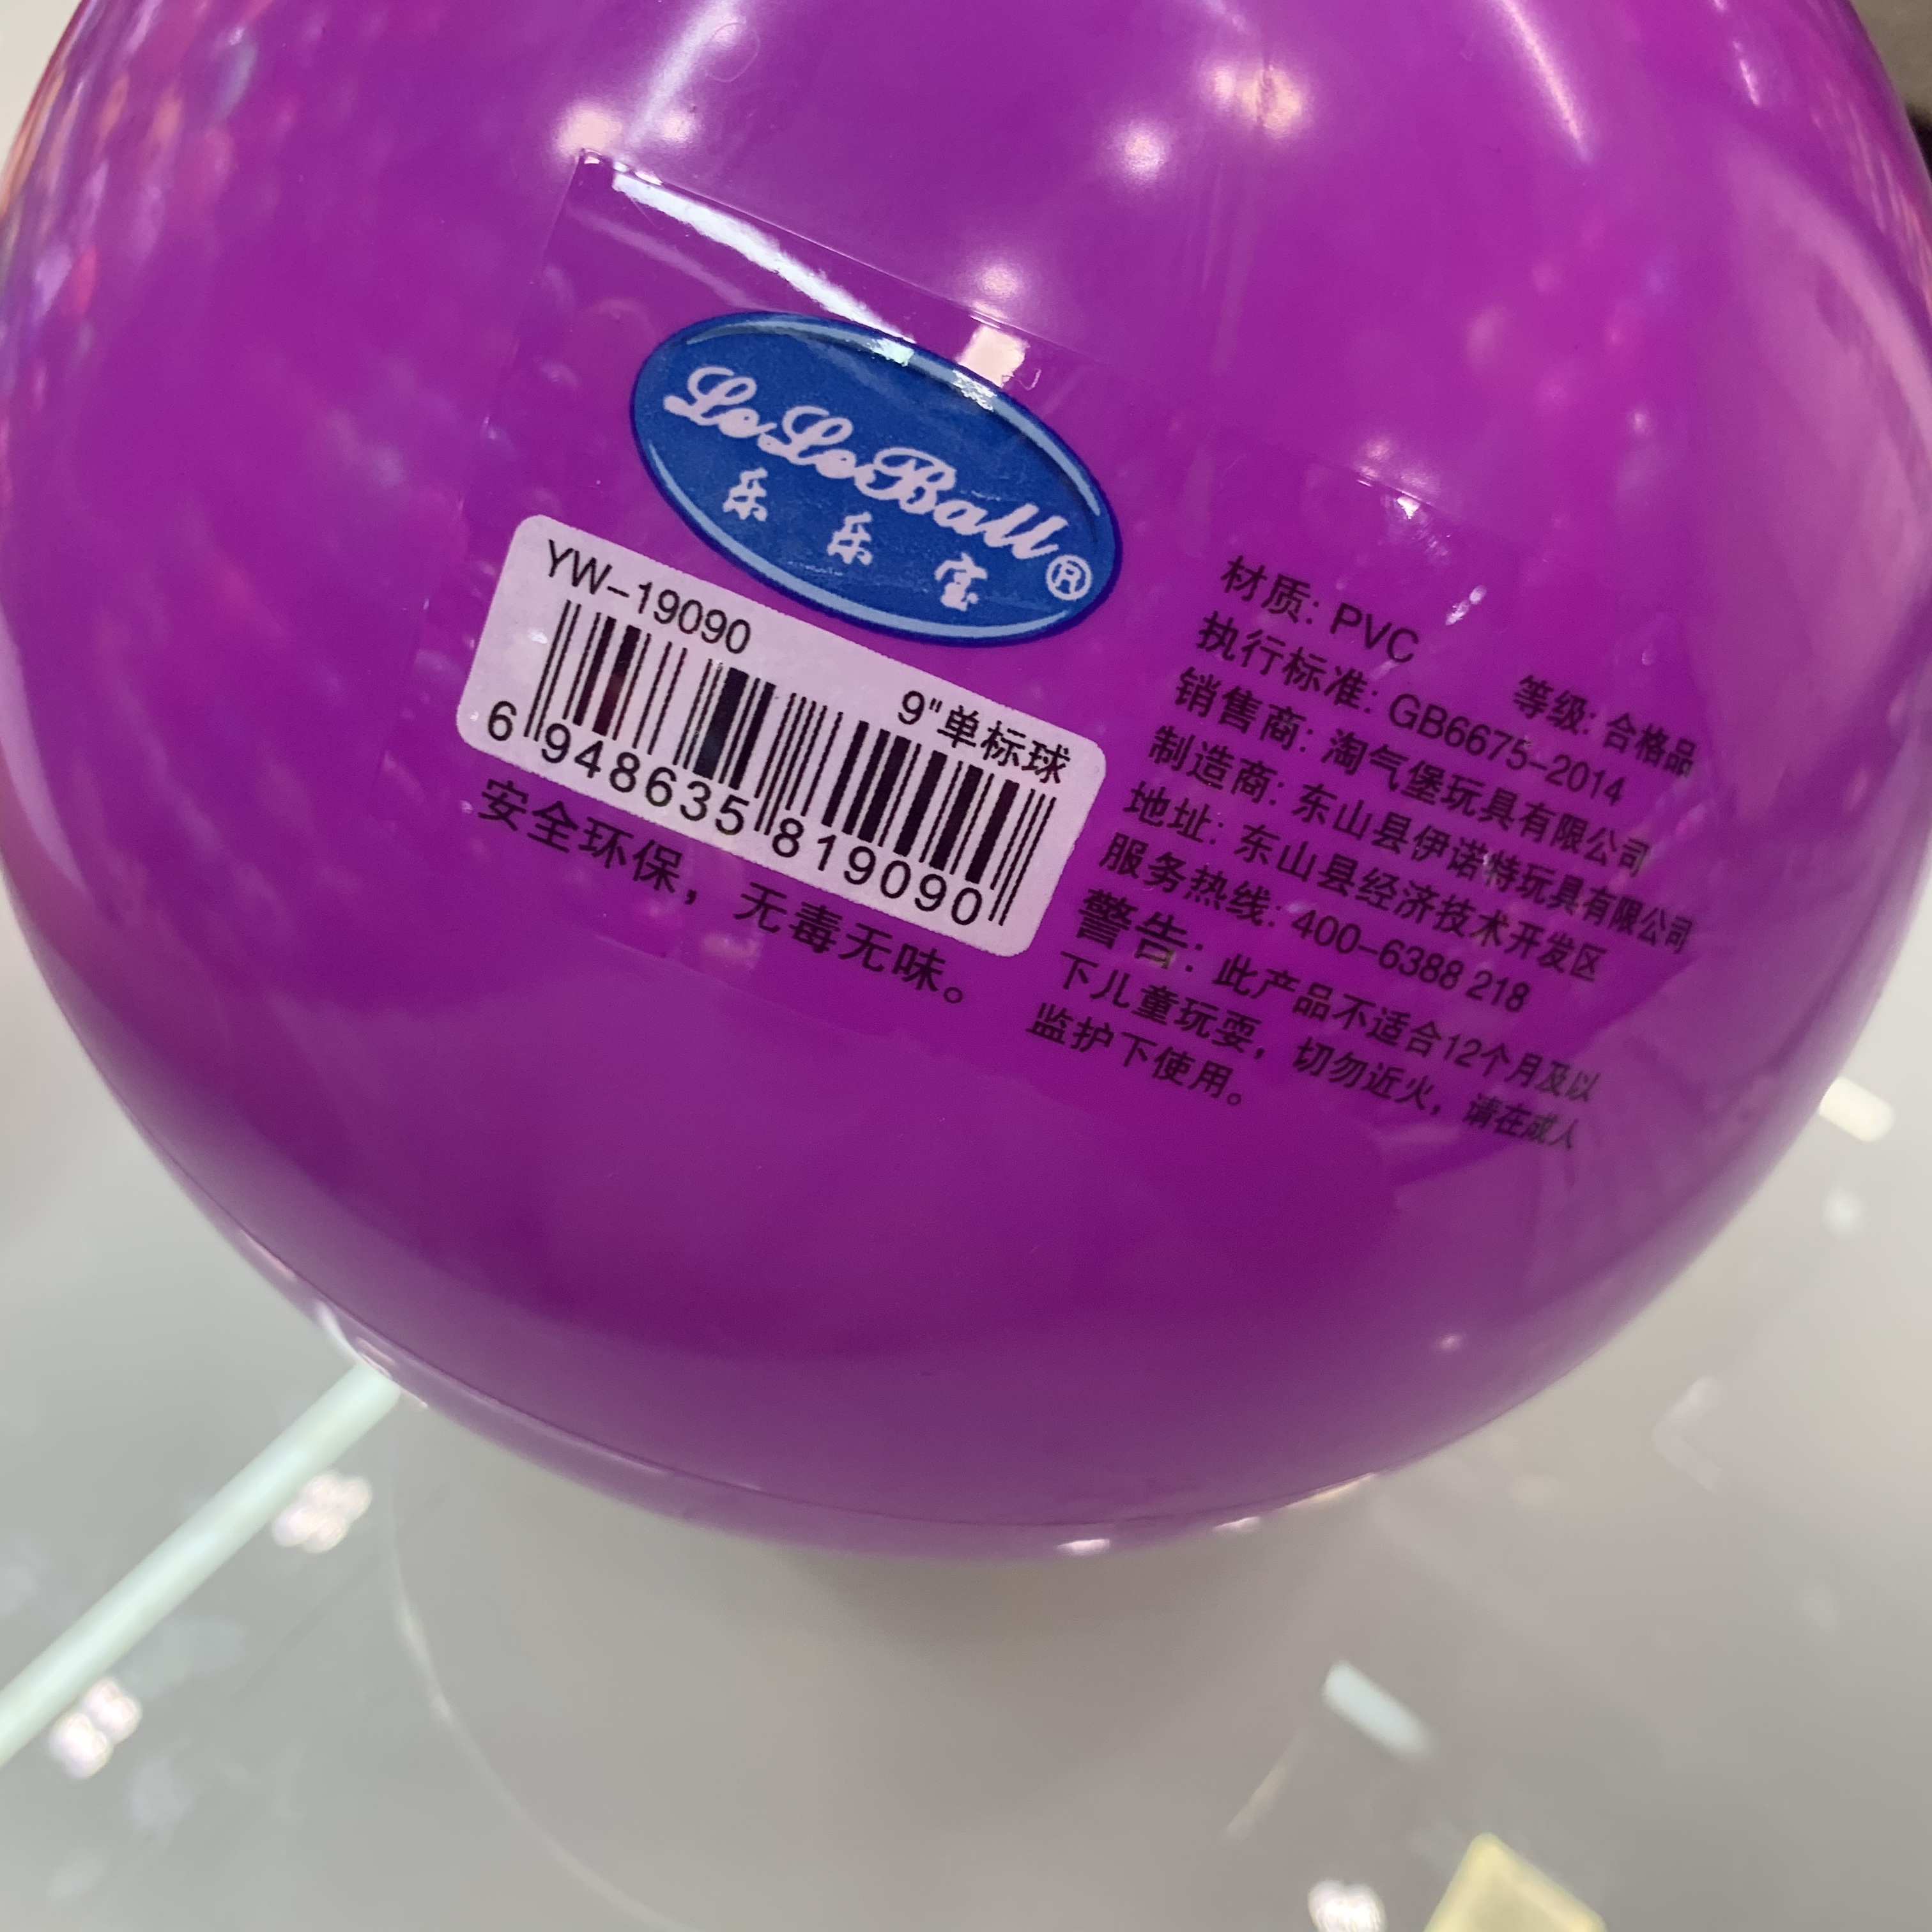 LeLeBall®
乐乐宝
YW-19090
9"单标球
6 948635 819090
安全环保，无毒无味。
材质: PVC 等级: 合格品
执行标准: GB6675-2014
销售商: 淘气堡玩具有限公司
制造商: 东山县伊诺特玩具有限公司
地址: 东山县经济技术开发区
服务热线: 400-6388 218
警告: 此产品不适合12个月及以
下儿童玩耍，切勿近火，请在成人
监护下使用。